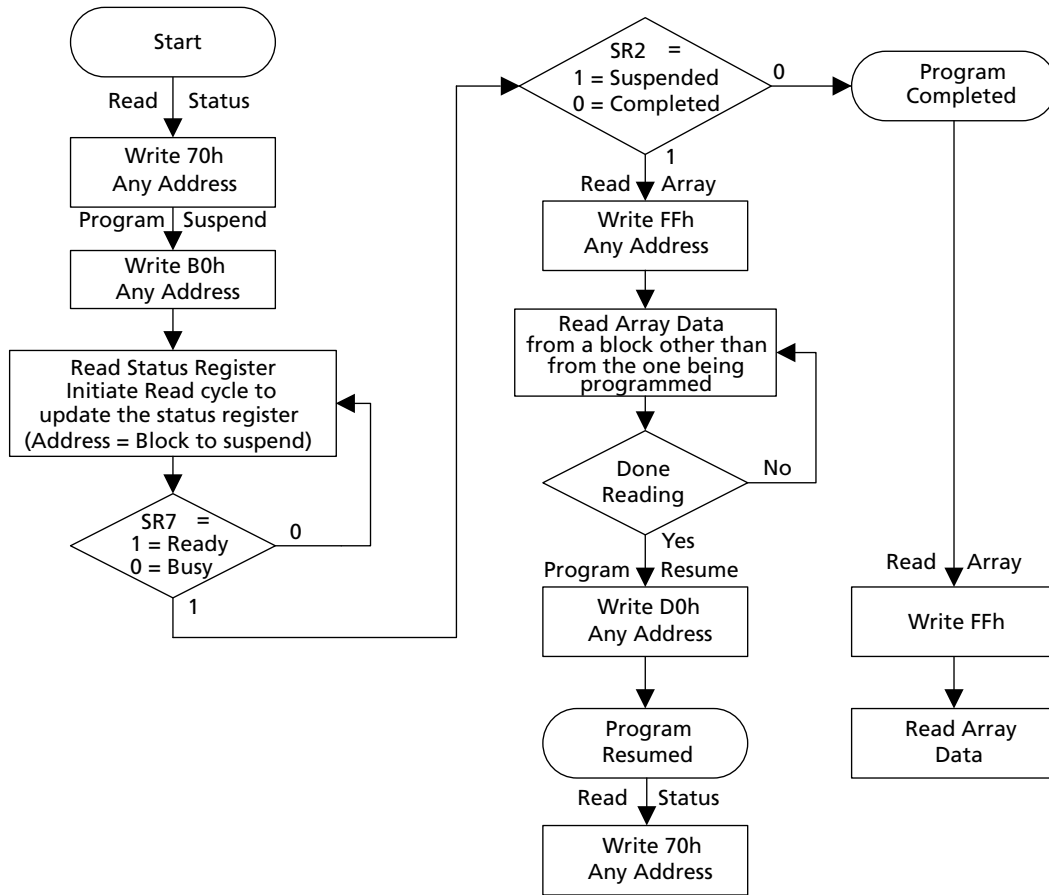 Start
Read Status
Write 70h
Any Address
Program Suspend
Write B0h
Any Address
Read Status Register
Initiate Read cycle to
update the status register
(Address = Block to suspend)
SR7 =
1 = Ready
0 = Busy
0
1
SR2 =
1 = Suspended
0 = Completed
0
1
Read Array
Write FFh
Any Address
Read Array Data
from a block other than
from the one being
programmed
Done
Reading
No
Yes
Program Resume
Write D0h
Any Address
Program
Resumed
Read Status
Write 70h
Any Address
Program
Completed
Read Array
Write FFh
Read Array
Data